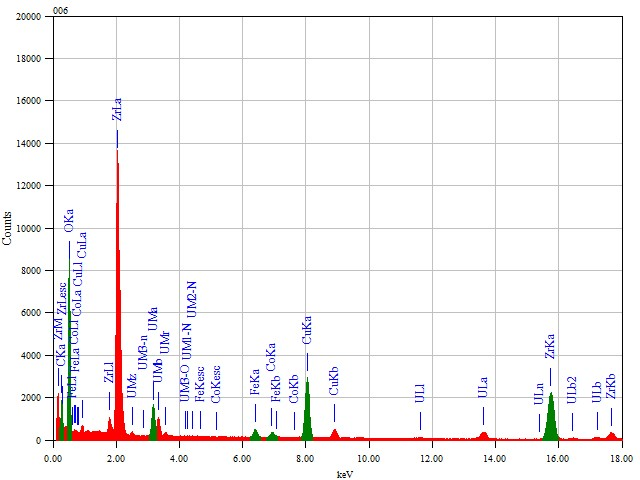 006
20000
18000
16000
14000
12000
10000
8000
6000
4000
2000
0
Counts
0.00 2.00 4.00 6.00 8.00 10.00 12.00 14.00 16.00 18.00
keV
CKa
ZrM
ZrLesc
OKa
FeLl
FeLa
CoLl
CoLa
CuLl
CuLa
ZrLl
ZrLa
UMz
UM3-n
UMa
UMb
UMr
UM3-O
UM1-N
UM2-N
FeKesc
CoKesc
FeKa
CoKa
FeKb
CoKb
CuKa
CuKb
ULl
ULa
ULn
ZrKa
ULb2
ULb
ZrKb